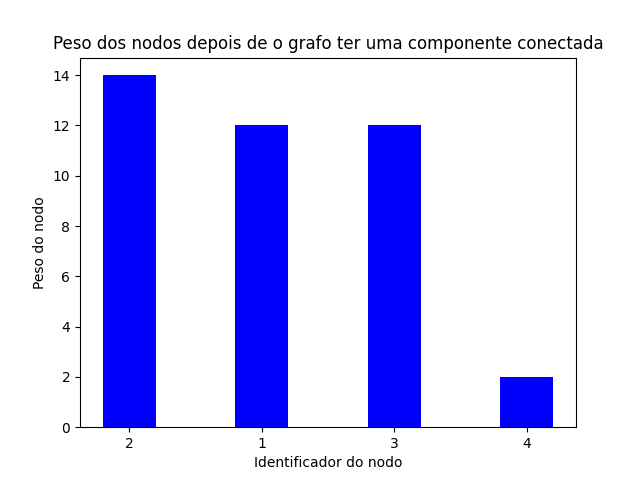 Peso dos nodos depois de o grafo ter uma componente conectada
14
12
10
8
6
4
2
0
Peso do nodo
2 1 3 4
Identificador do nodo